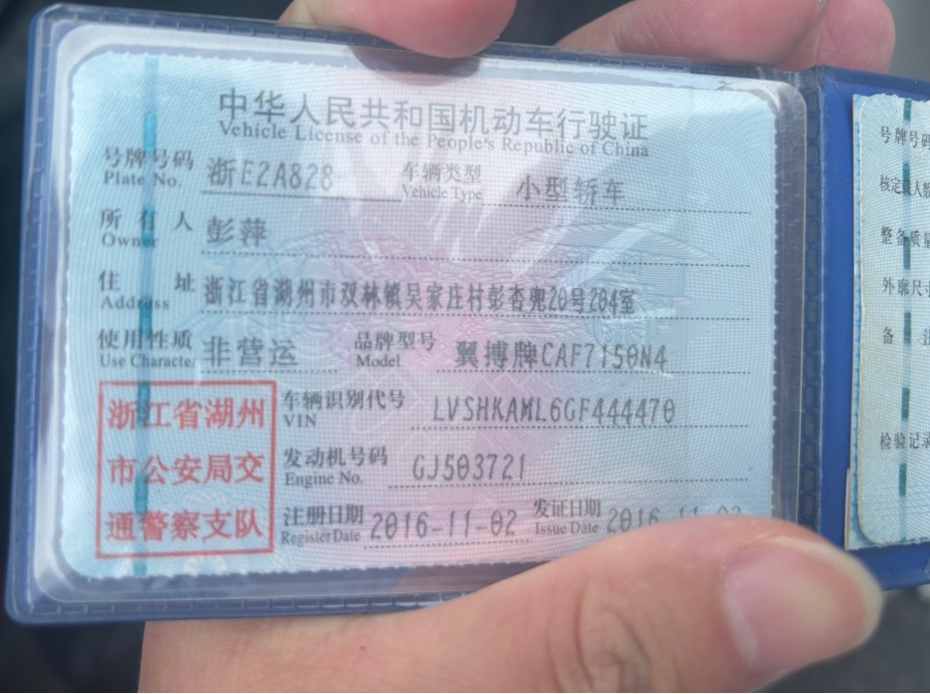 中华人民共和国机动车行驶证
Vehicle License of the People's Republic of China
号牌号码 浙E2A828 车辆类型 小型轿车
Plate No. Vehicle Type
所有人 彭萍
Owner
住址 浙江省湖州市双林镇吴家庄村彭杏兜20号204室
Address
使用性质 非营运 品牌型号 翼搏牌CAF7150N4
Use Character Model
浙江省湖州
市公安局交
通警察支队
车辆识别代号 LVSHKAML6GF444470
VIN
发动机号码 GJ503721
Engine No.
注册日期 2016-11-02 发证日期 2016-11-02
Register Date Issue Date
号牌号码
核定载人数
整备质量
外廓尺寸
备注
检验记录